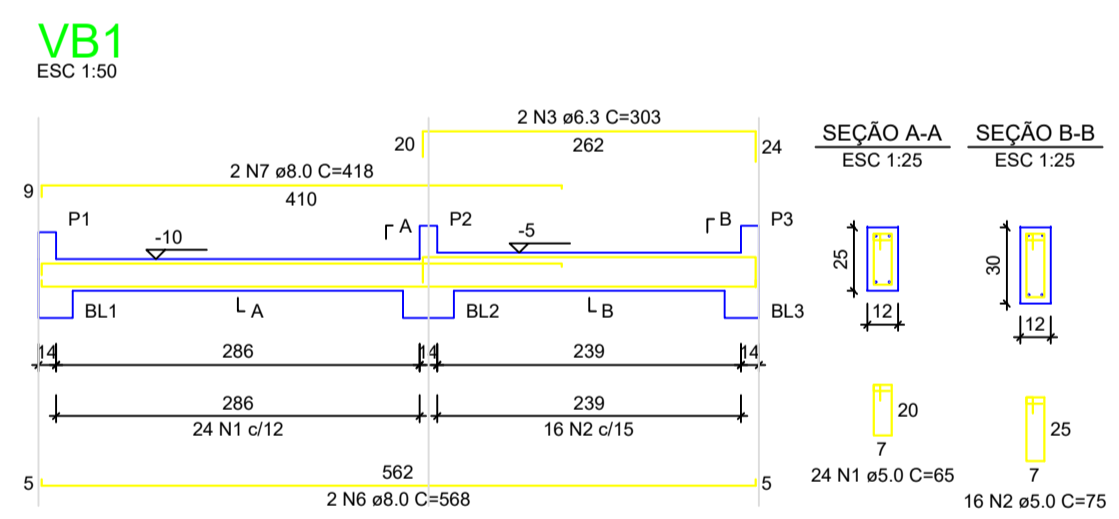 VB1
ESC 1:50
2 N3 ø6.3 C=303
20
262
24
2 N7 ø8.0 C=418
9
410
P1
-10
A
P2
-5
B
P3
BL1
A
BL2
B
BL3
14
286
14
239
14
286
24 N1 c/12
239
16 N2 c/15
5
562
2 N6 ø8.0 C=568
5
SEÇÃO A-A
ESC 1:25
25
12
20
7
24 N1 ø5.0 C=65
SEÇÃO B-B
ESC 1:25
30
12
25
7
16 N2 ø5.0 C=75